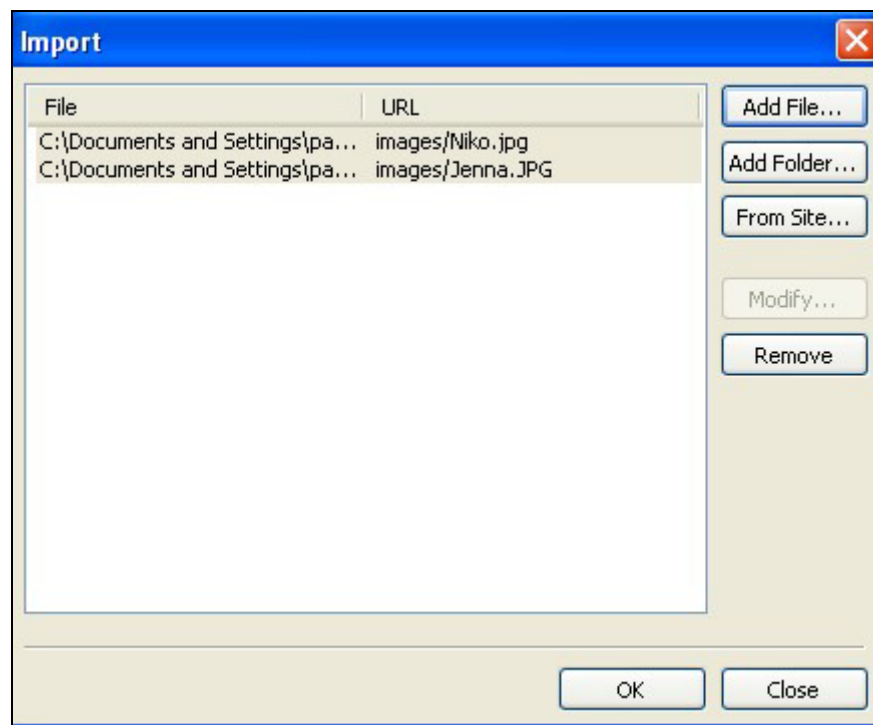 Import
File URL
C:\Documents and Settings\pa... images/Niko.jpg
C:\Documents and Settings\pa... images/Jenna.JPG
Add File...
Add Folder...
From Site...
Modify...
Remove
OK Close